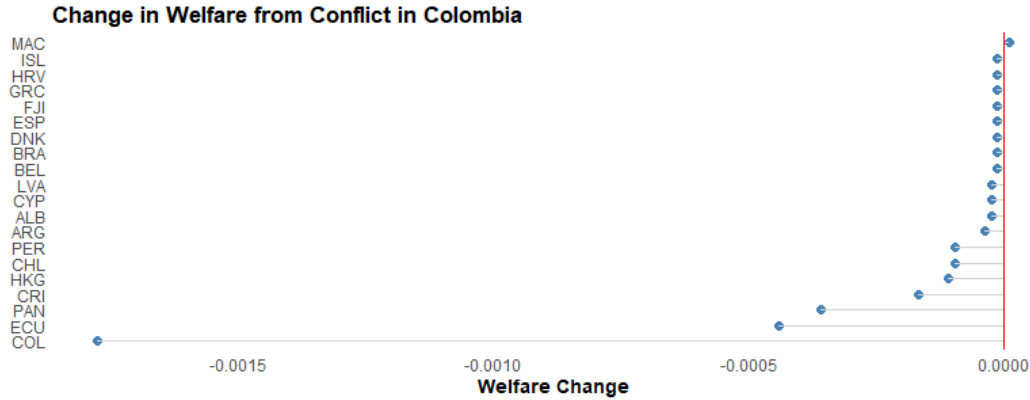 Change in Welfare from Conflict in Colombia
MAC
ISL
HRV
GRC
FJI
ESP
DNK
BRA
BEL
LVA
CYP
ALB
ARG
PER
CHL
HKG
CRI
PAN
ECU
COL
-0.0015 -0.0010 -0.0005 0.0000
Welfare Change